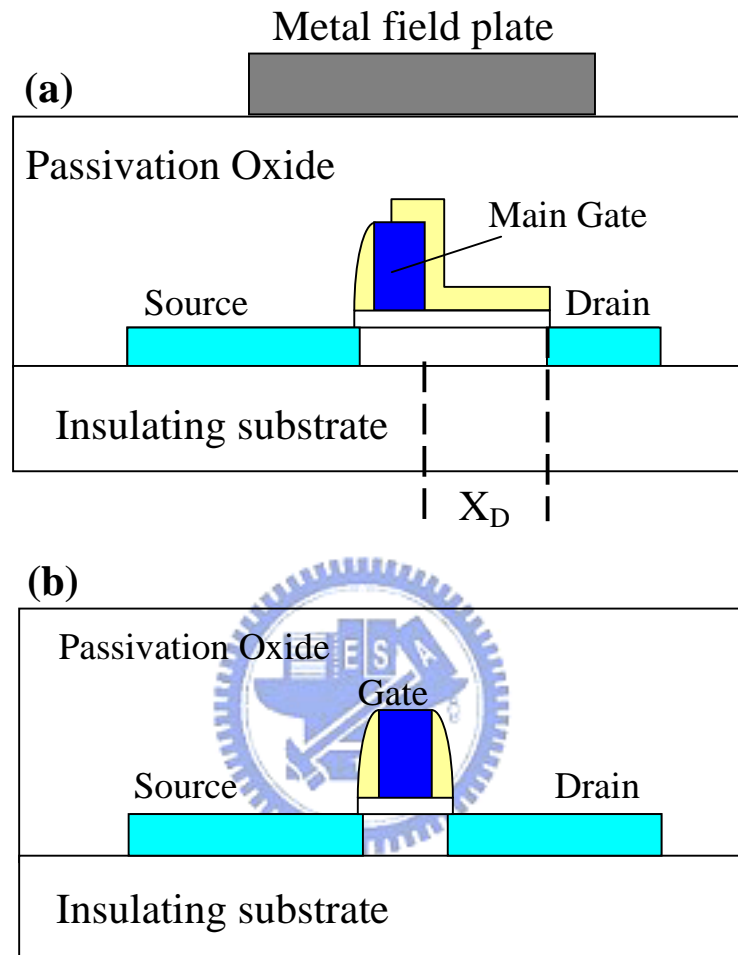 Metal field plate
(a)
Passivation Oxide
Main Gate
Source
Drain
Insulating substrate
X_D
(b)
Passivation Oxide
E S A
Gate
Source
Drain
Insulating substrate